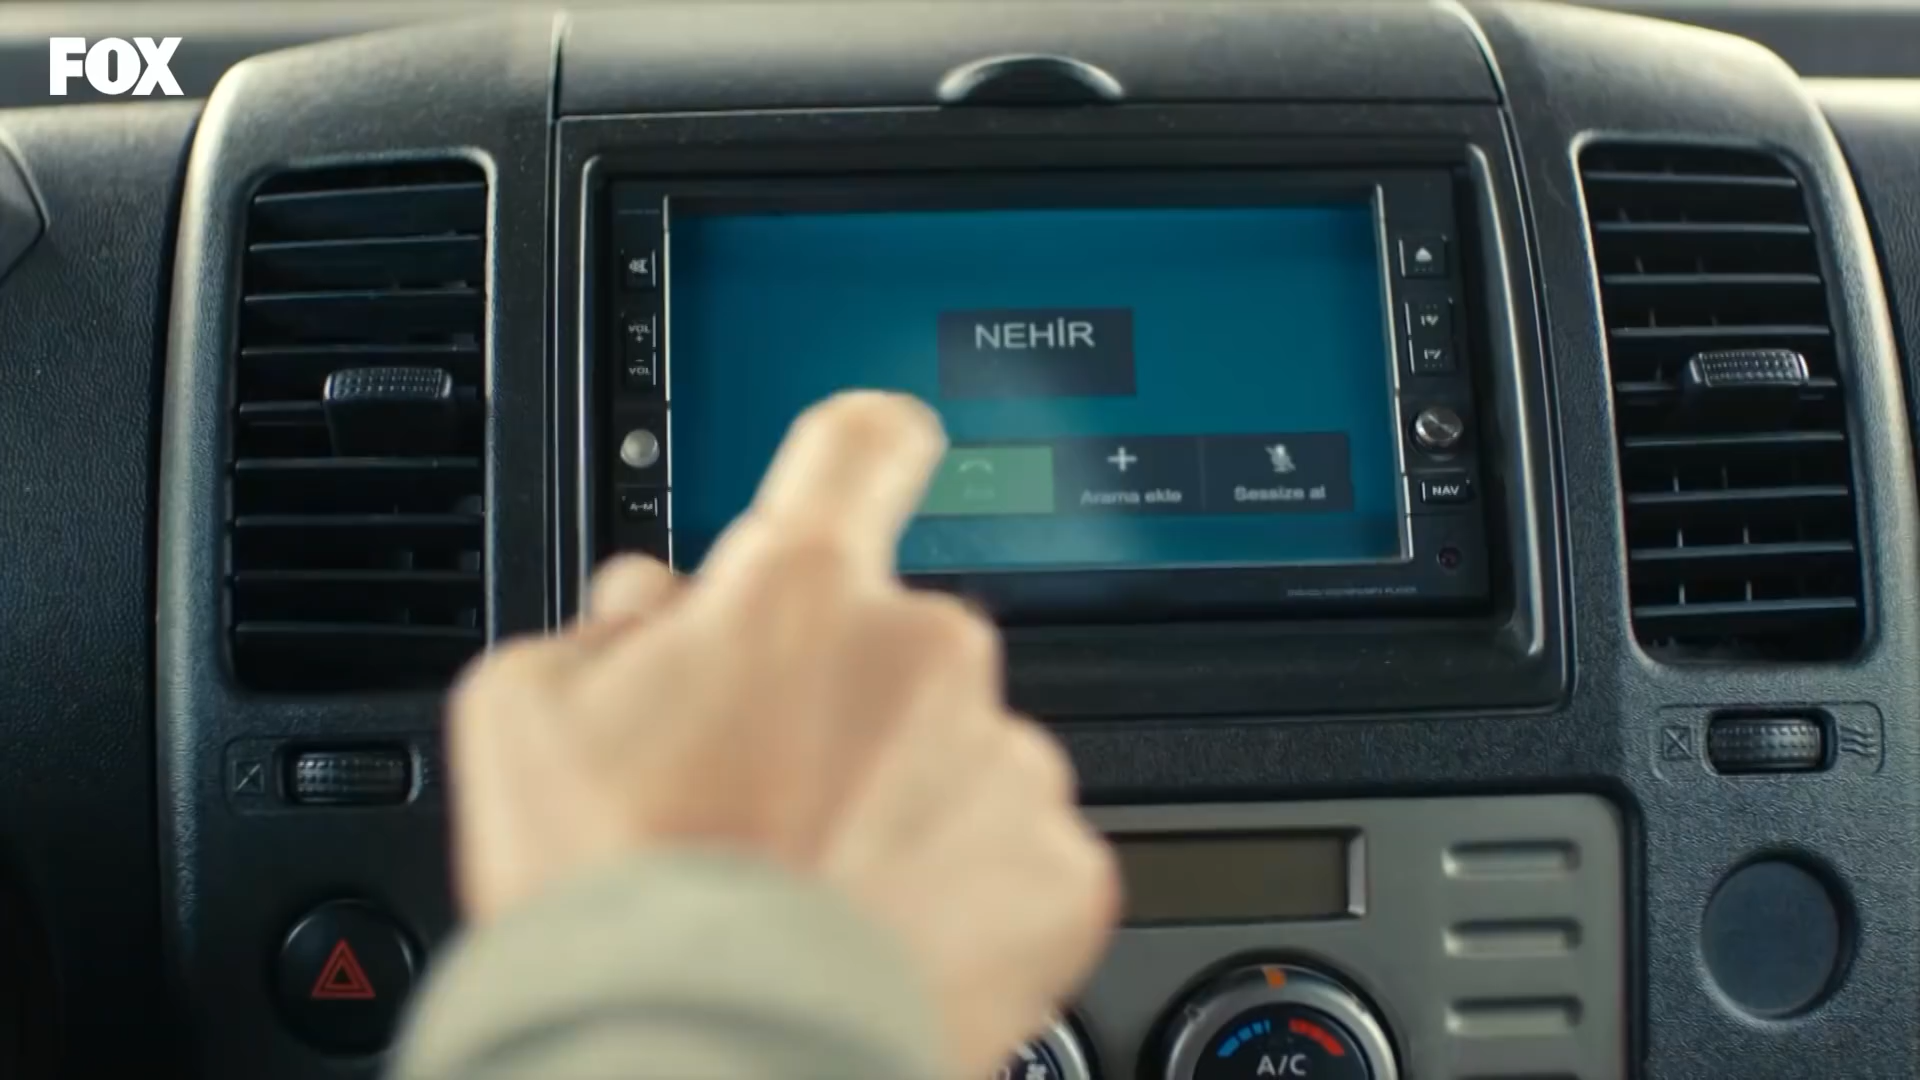 FOX
NEHİR
Arama ekle
Sessize al
VOL
+
−
VOL
A-M
NAV
A/C